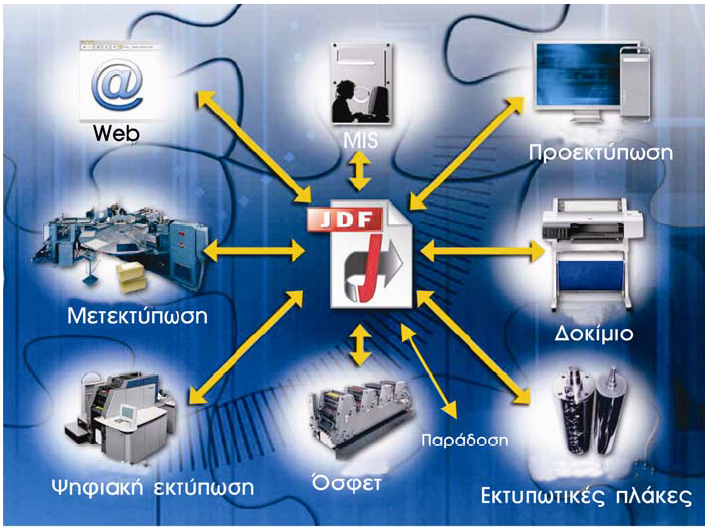 @
Web
MIS
Προεκτύπωση
JDF
Μετεκτύπωση
Δοκίμιο
Παράδοση
Ψηφιακή εκτύπωση
Όσφετ
Εκτυπωτικές πλάκες